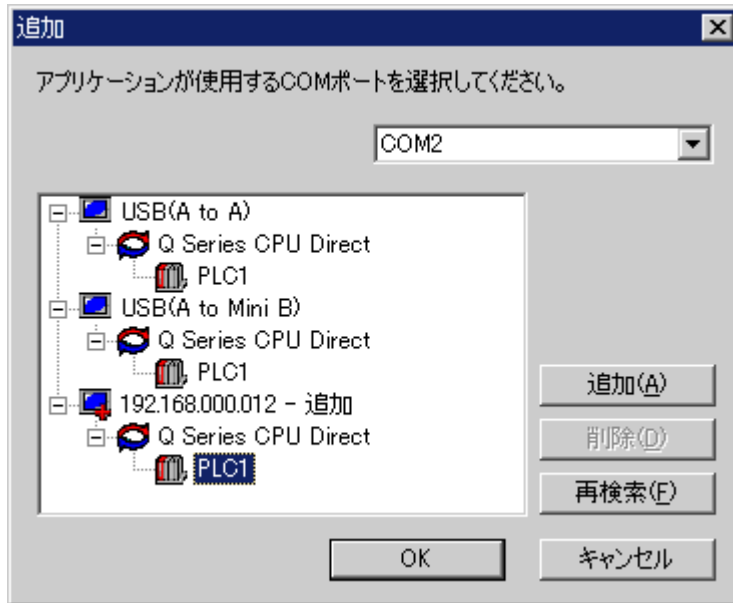 追加
アプリケーションが使用するCOMポートを選択してください。
COM2
USB(A to A)
Q Series CPU Direct
PLC1
USB(A to Mini B)
Q Series CPU Direct
PLC1
192.168.000.012 - 追加
Q Series CPU Direct
PLC1
追加(A)
削除(D)
再検索(F)
OK
キャンセル